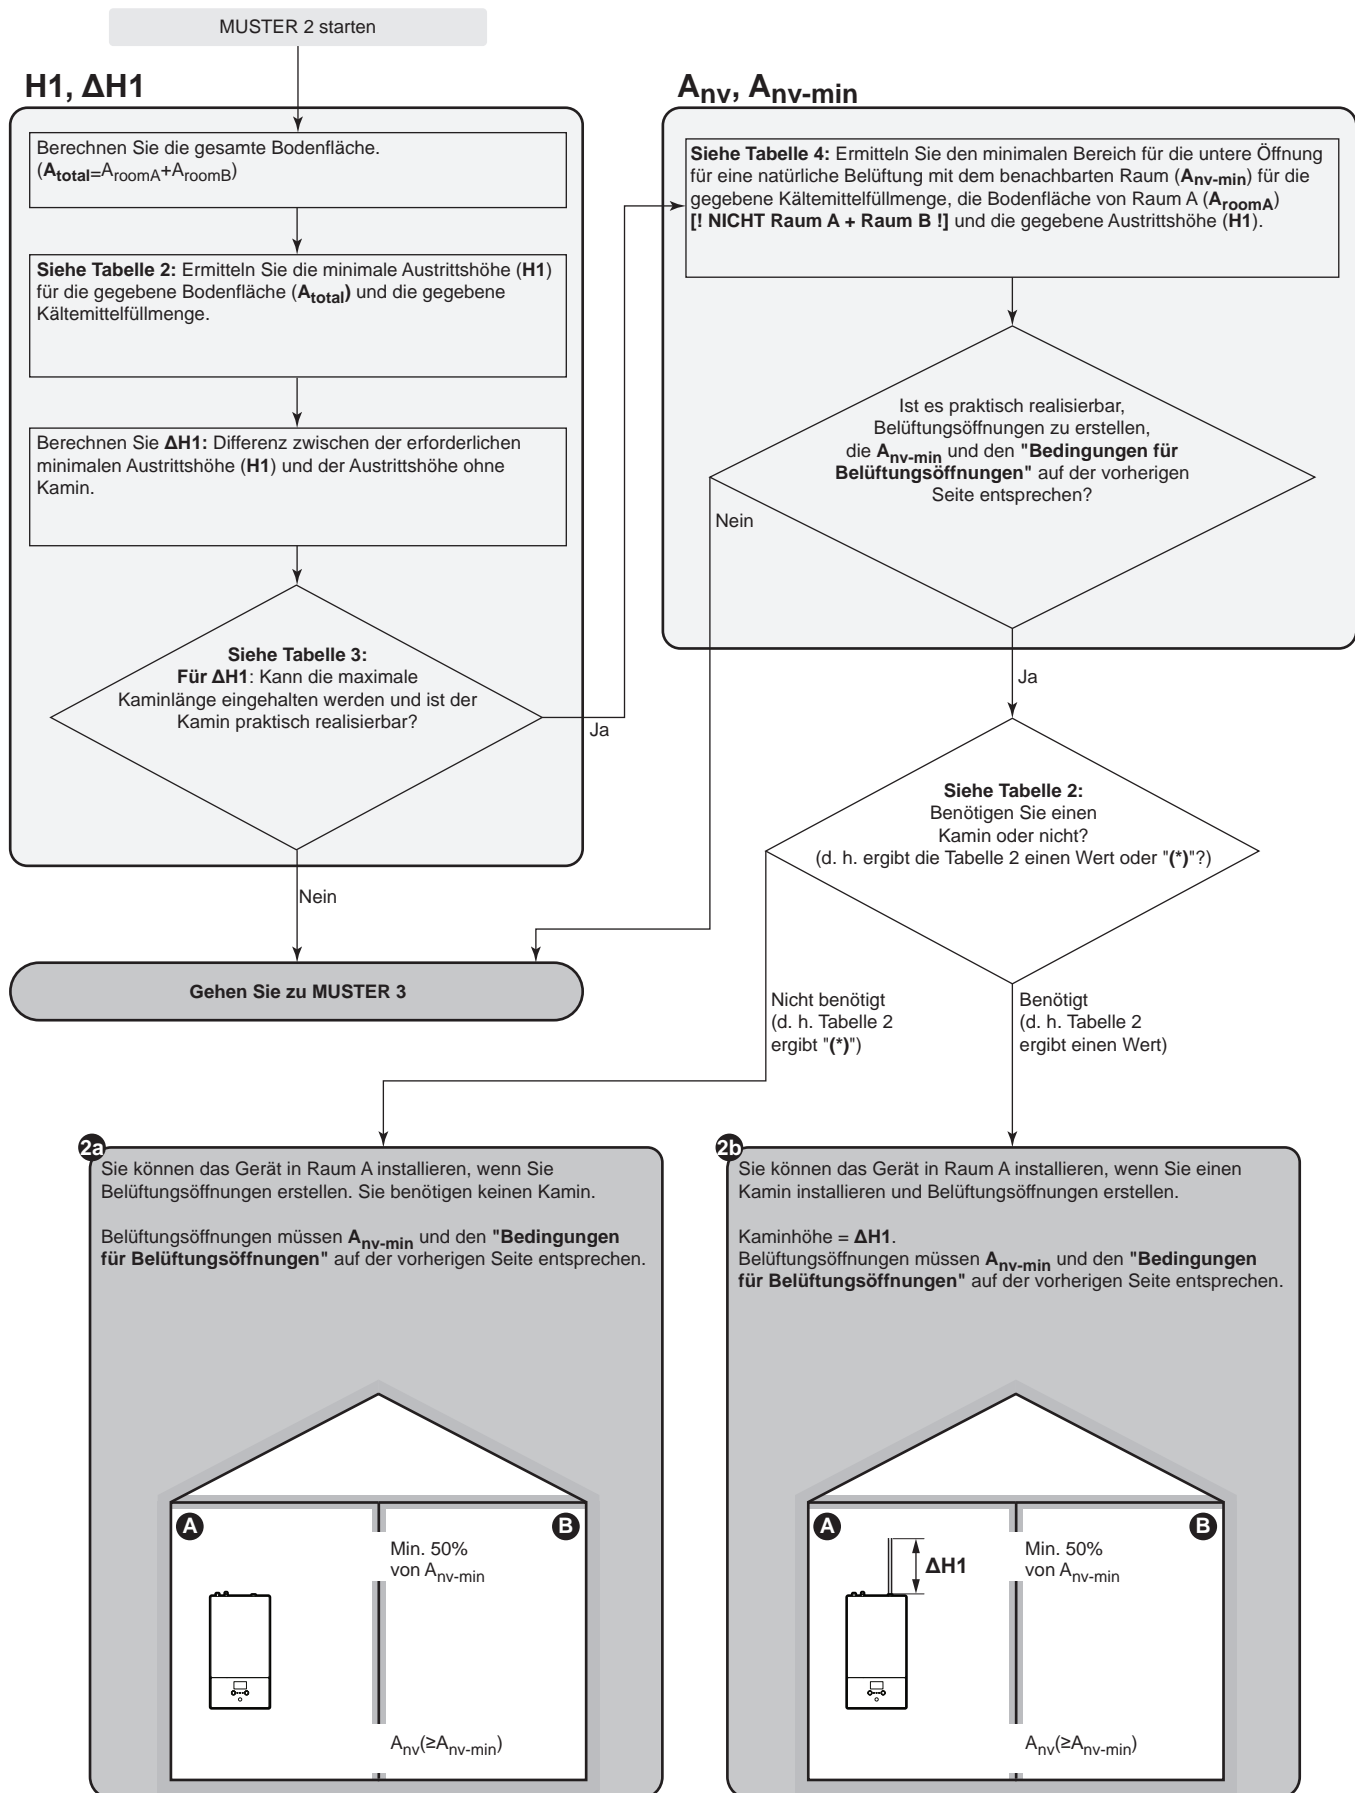 MUSTER 2 starten
H1, ΔH1
Berechnen Sie die gesamte Bodenfläche.
(Atotal=AroomA+AroomB)
Siehe Tabelle 2: Ermitteln Sie die minimale Austrittshöhe (H1)
für die gegebene Bodenfläche (Atotal) und die gegebene
Kältemittelfüllmenge.
Berechnen Sie ΔH1: Differenz zwischen der erforderlichen
minimalen Austrittshöhe (H1) und der Austrittshöhe ohne
Kamin.
Siehe Tabelle 3:
Für ΔH1: Kann die maximale
Kaminlänge eingehalten werden und ist der
Kamin praktisch realisierbar?
Ja
Nein
Gehen Sie zu MUSTER 3
Anv, Anv-min
Siehe Tabelle 4: Ermitteln Sie den minimalen Bereich für die untere Öffnung
für eine natürliche Belüftung mit dem benachbarten Raum (Anv-min) für die
gegebene Kältemittelfüllmenge, die Bodenfläche von Raum A (AroomA)
[! NICHT Raum A + Raum B !] und die gegebene Austrittshöhe (H1).
Ist es praktisch realisierbar,
Belüftungsöffnungen zu erstellen,
die Anv-min und den "Bedingungen für
Belüftungsöffnungen" auf der vorherigen
Seite entsprechen?
Nein
Ja
Siehe Tabelle 2:
Benötigen Sie einen
Kamin oder nicht?
(d. h. ergibt die Tabelle 2 einen Wert oder "(*)"?)
Nicht benötigt
(d. h. Tabelle 2
ergibt "(*)")
Benötigt
(d. h. Tabelle 2
ergibt einen Wert)
2a
Sie können das Gerät in Raum A installieren, wenn Sie
Belüftungsöffnungen erstellen. Sie benötigen keinen Kamin.
Belüftungsöffnungen müssen Anv-min und den "Bedingungen
für Belüftungsöffnungen" auf der vorherigen Seite entsprechen.
A
B
Min. 50%
von Anv-min
Anv(≥Anv-min)
2b
Sie können das Gerät in Raum A installieren, wenn Sie einen
Kamin installieren und Belüftungsöffnungen erstellen.
Kaminhöhe = ΔH1.
Belüftungsöffnungen müssen Anv-min und den "Bedingungen
für Belüftungsöffnungen" auf der vorherigen Seite entsprechen.
A
B
ΔH1
Min. 50%
von Anv-min
Anv(≥Anv-min)